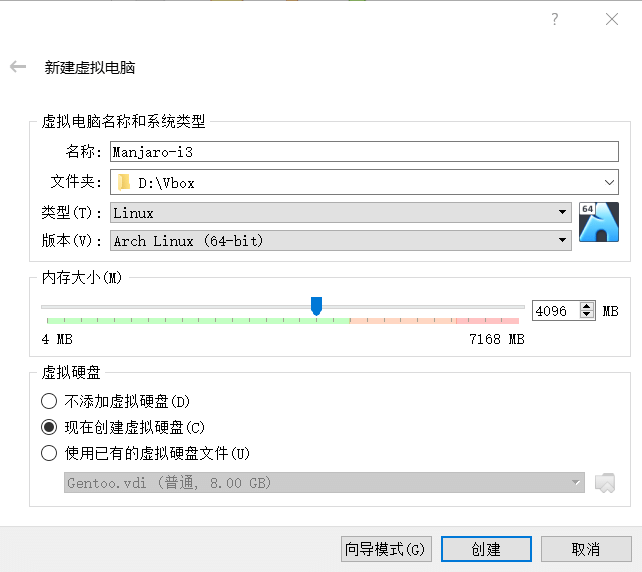 ?
新建虚拟电脑
虚拟电脑名称和系统类型
名称: Manjaro-i3
文件夹: D:\Vbox
类型(T): Linux
64
版本(V): Arch Linux (64-bit)
内存大小(M)
4096 MB
4 MB 7168 MB
虚拟硬盘
不添加虚拟硬盘(D)
现在创建虚拟硬盘(C)
使用已有的虚拟硬盘文件(U)
Gentoo.vdi (普通, 8.00 GB)
向导模式(G) 创建 取消